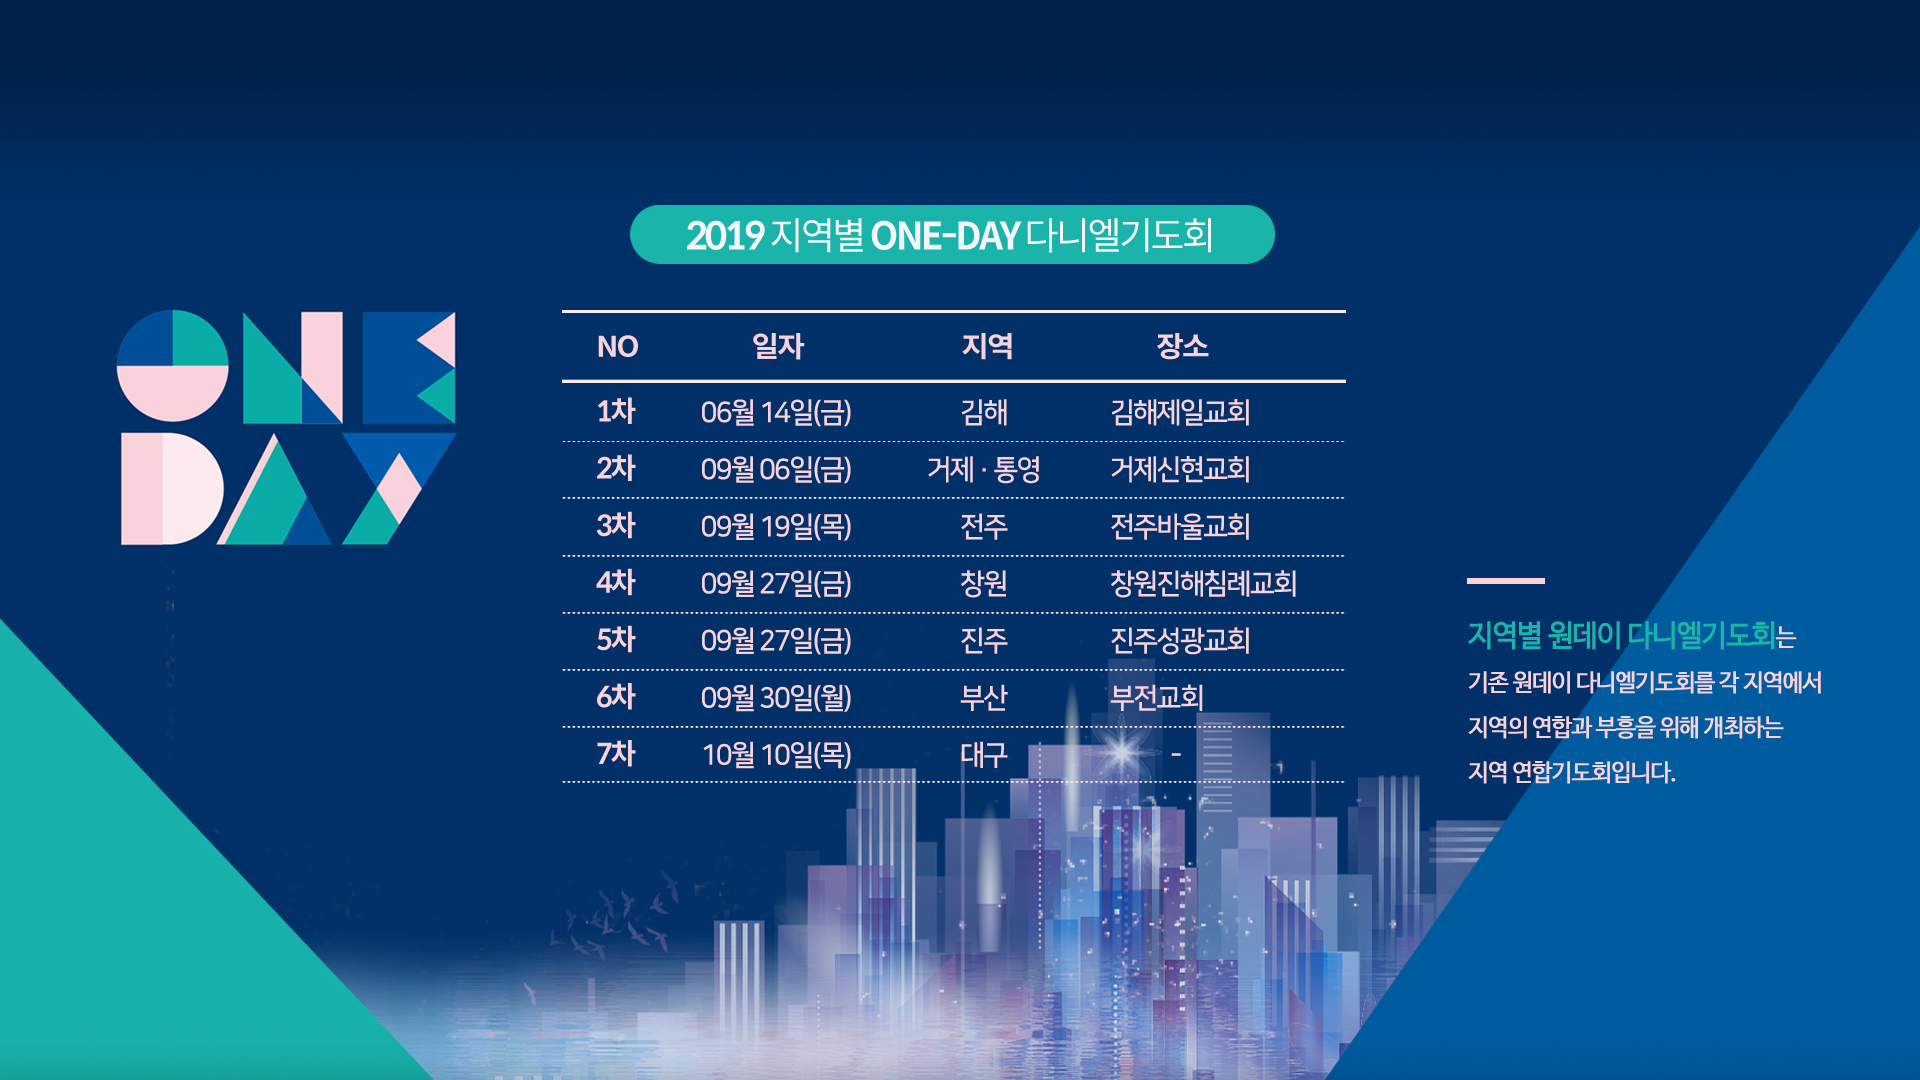 2019 지역별 ONE-DAY 다니엘기도회
ONE
DAY
NO 일자 지역 장소
1차 06월 14일(금) 김해 김해제일교회
2차 09월 06일(금) 거제 · 통영 거제신현교회
3차 09월 19일(목) 전주 전주바울교회
4차 09월 27일(금) 창원 창원진해침례교회
5차 09월 27일(금) 진주 진주성광교회
6차 09월 30일(월) 부산 부전교회
7차 10월 10일(목) 대구 -
지역별 원데이 다니엘기도회는
기존 원데이 다니엘기도회를 각 지역에서
지역의 연합과 부흥을 위해 개최하는
지역 연합기도회입니다.